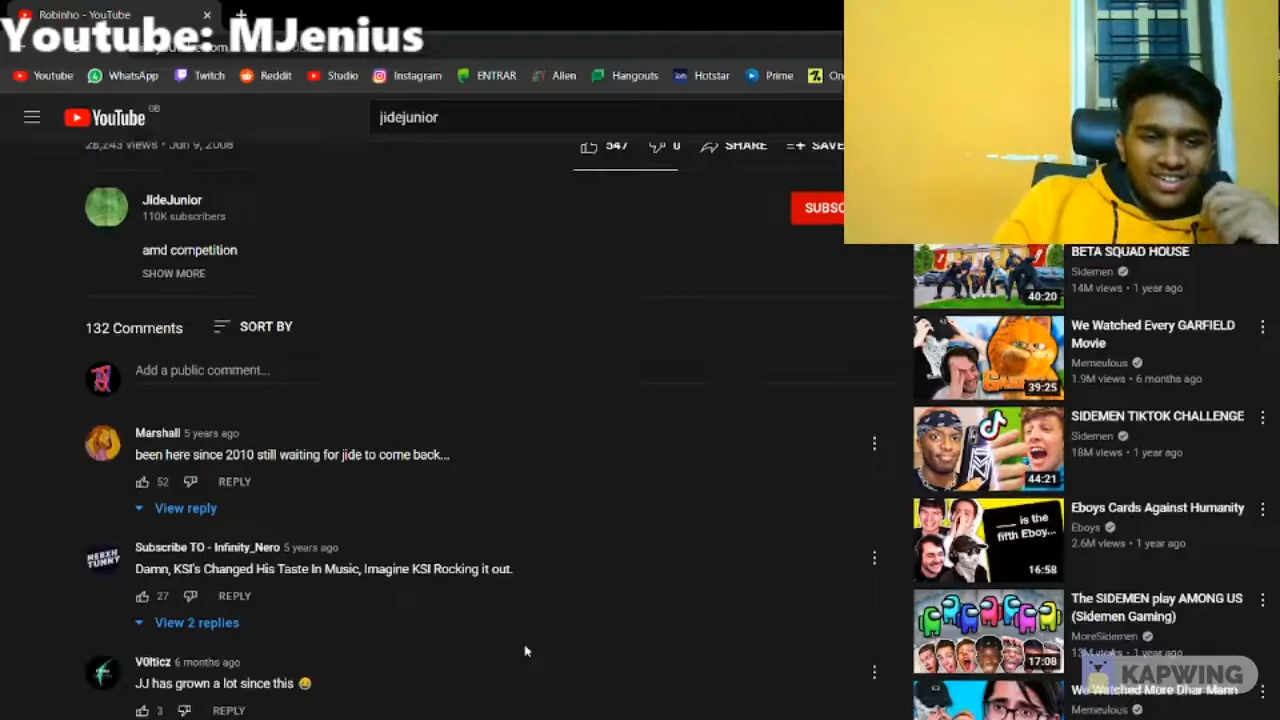 Robinho - YouTube
Youtube: MJenius
Youtube WhatsApp Twitch Reddit Studio Instagram ENTRAR Alien Hangouts Hotstar Prime On
YouTube GB
jidejunior
28,243 views • Jun 9, 2008
547 0 SHARE SAVE
JideJunior
110K subscribers
SUBSC
amd competition
SHOW MORE
132 Comments SORT BY
Add a public comment...
Marshall 5 years ago
been here since 2010 still waiting for jide to come back...
52 REPLY
View reply
Subscribe TO - Infinity_Nero 5 years ago
Damn, KSI's Changed His Taste In Music, Imagine KSI Rocking it out.
27 REPLY
View 2 replies
V0lticz 6 months ago
JJ has grown a lot since this 😂
3 REPLY
BETA SQUAD HOUSE
Sidemen
14M views • 1 year ago
40:20
We Watched Every GARFIELD
Movie
Memeulous
1.9M views • 6 months ago
39:25
SIDEMEN TIKTOK CHALLENGE
Sidemen
18M views • 1 year ago
44:21
Eboys Cards Against Humanity
Eboys
2.6M views • 1 year ago
is the
fifth Eboy...
16:58
The SIDEMEN play AMONG US
(Sidemen Gaming)
MoreSidemen
13M views • 1 year ago
17:08
We Watched More Dhar Mann
Memeulous
KAPWING